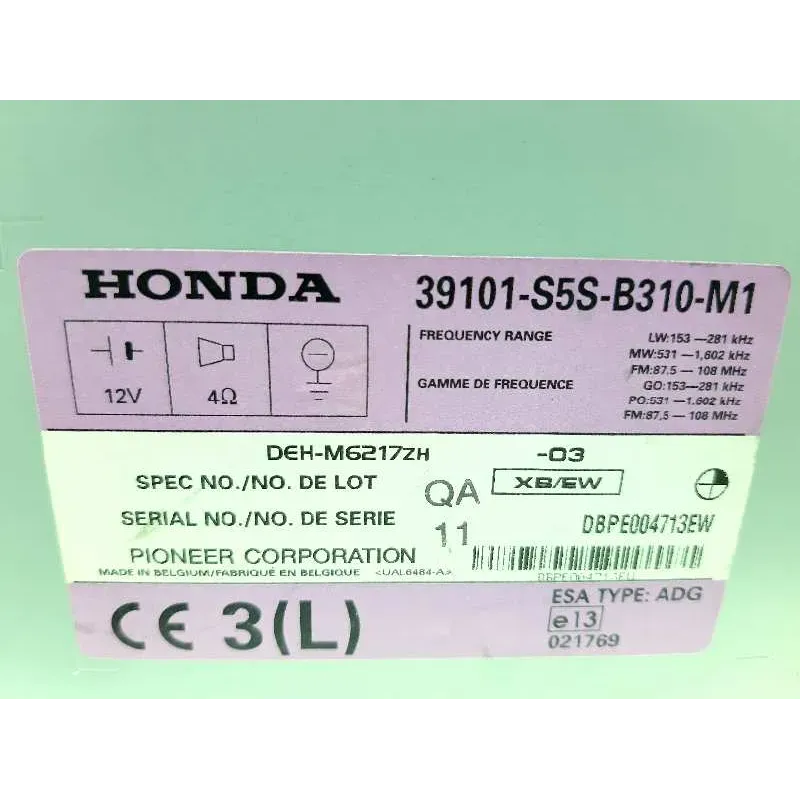 HONDA
39101-S5S-B310-M1
12V
4Ω
FREQUENCY RANGE
LW:153—281 kHz
MW:531—1,602 kHz
FM:87.5—108 MHz
GAMME DE FREQUENCE
GO:153—281 kHz
PO:531—1.602 kHz
FM:87,5—108 MHz
DEH-M6217ZH
-03
SPEC NO./NO. DE LOT
XB/EW
QA
SERIAL NO./NO. DE SERIE
11
DBPE004713EW
PIONEER CORPORATION
MADE IN BELGIUM/FABRIQUÉ EN BELGIQUE <UAL6484-A>
DBPE004713EW
CE 3(L)
ESA TYPE: ADG
e13
021769